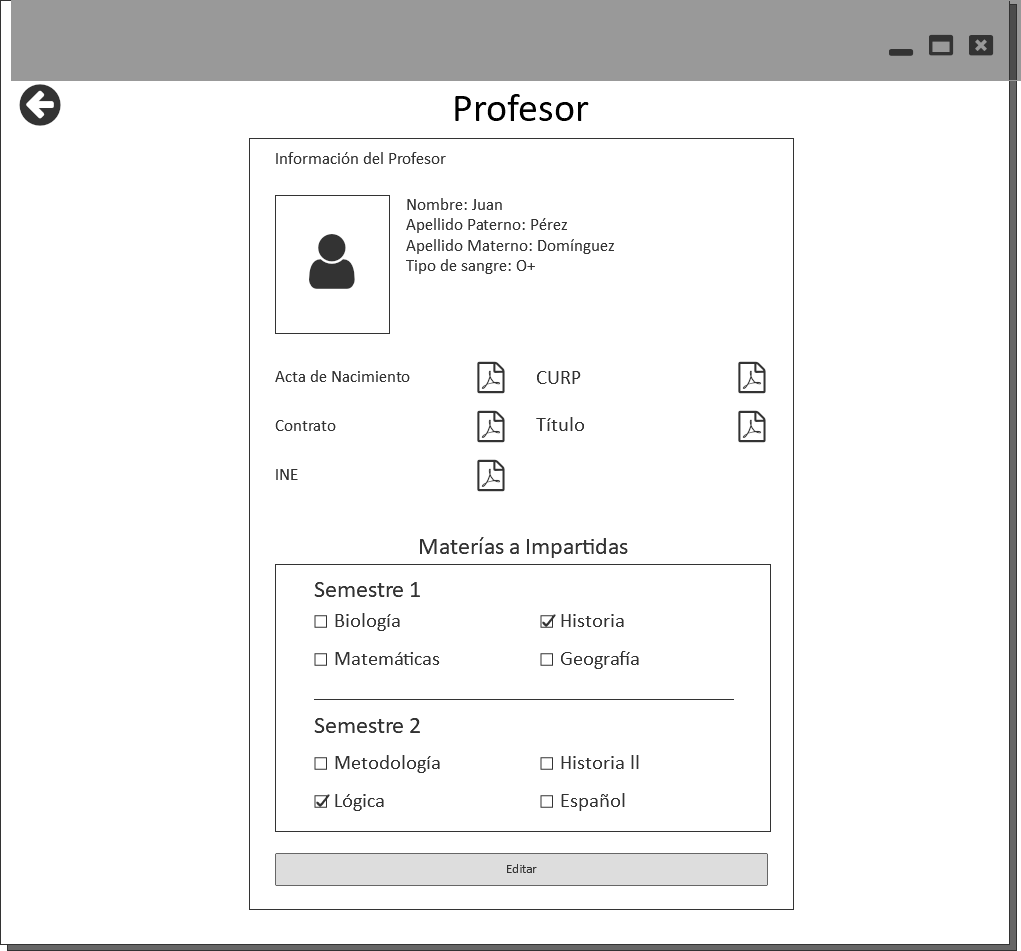 Profesor
Información del Profesor
Nombre: Juan
Apellido Paterno: Pérez
Apellido Materno: Domínguez
Tipo de sangre: O+
Acta de Nacimiento
CURP
Contrato
Título
INE
Materías a Impartidas
Semestre 1
Biología
Historia
Matemáticas
Geografía
Semestre 2
Metodología
Historia ll
Lógica
Español
Editar